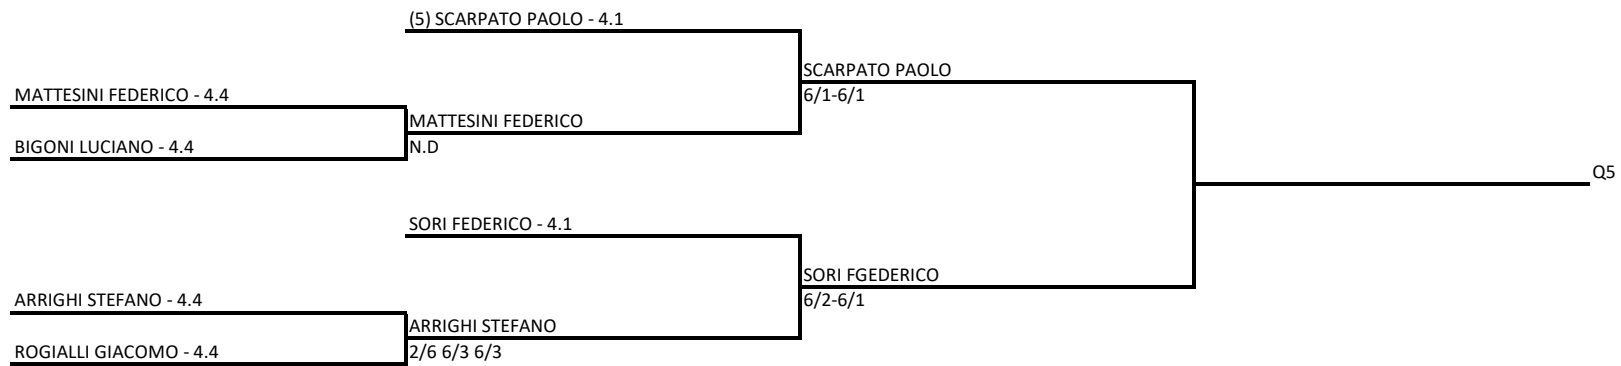 (5) SCARPATO PAOLO - 4.1
SCARPATO PAOLO
MATTESINI FEDERICO - 4.4
6/1-6/1
MATTESINI FEDERICO
BIGONI LUCIANO - 4.4
N.D
Q5
SORI FEDERICO - 4.1
SORI FGEDERICO
ARRIGHI STEFANO - 4.4
6/2-6/1
ARRIGHI STEFANO
ROGIALLI GIACOMO - 4.4
2/6 6/3 6/3